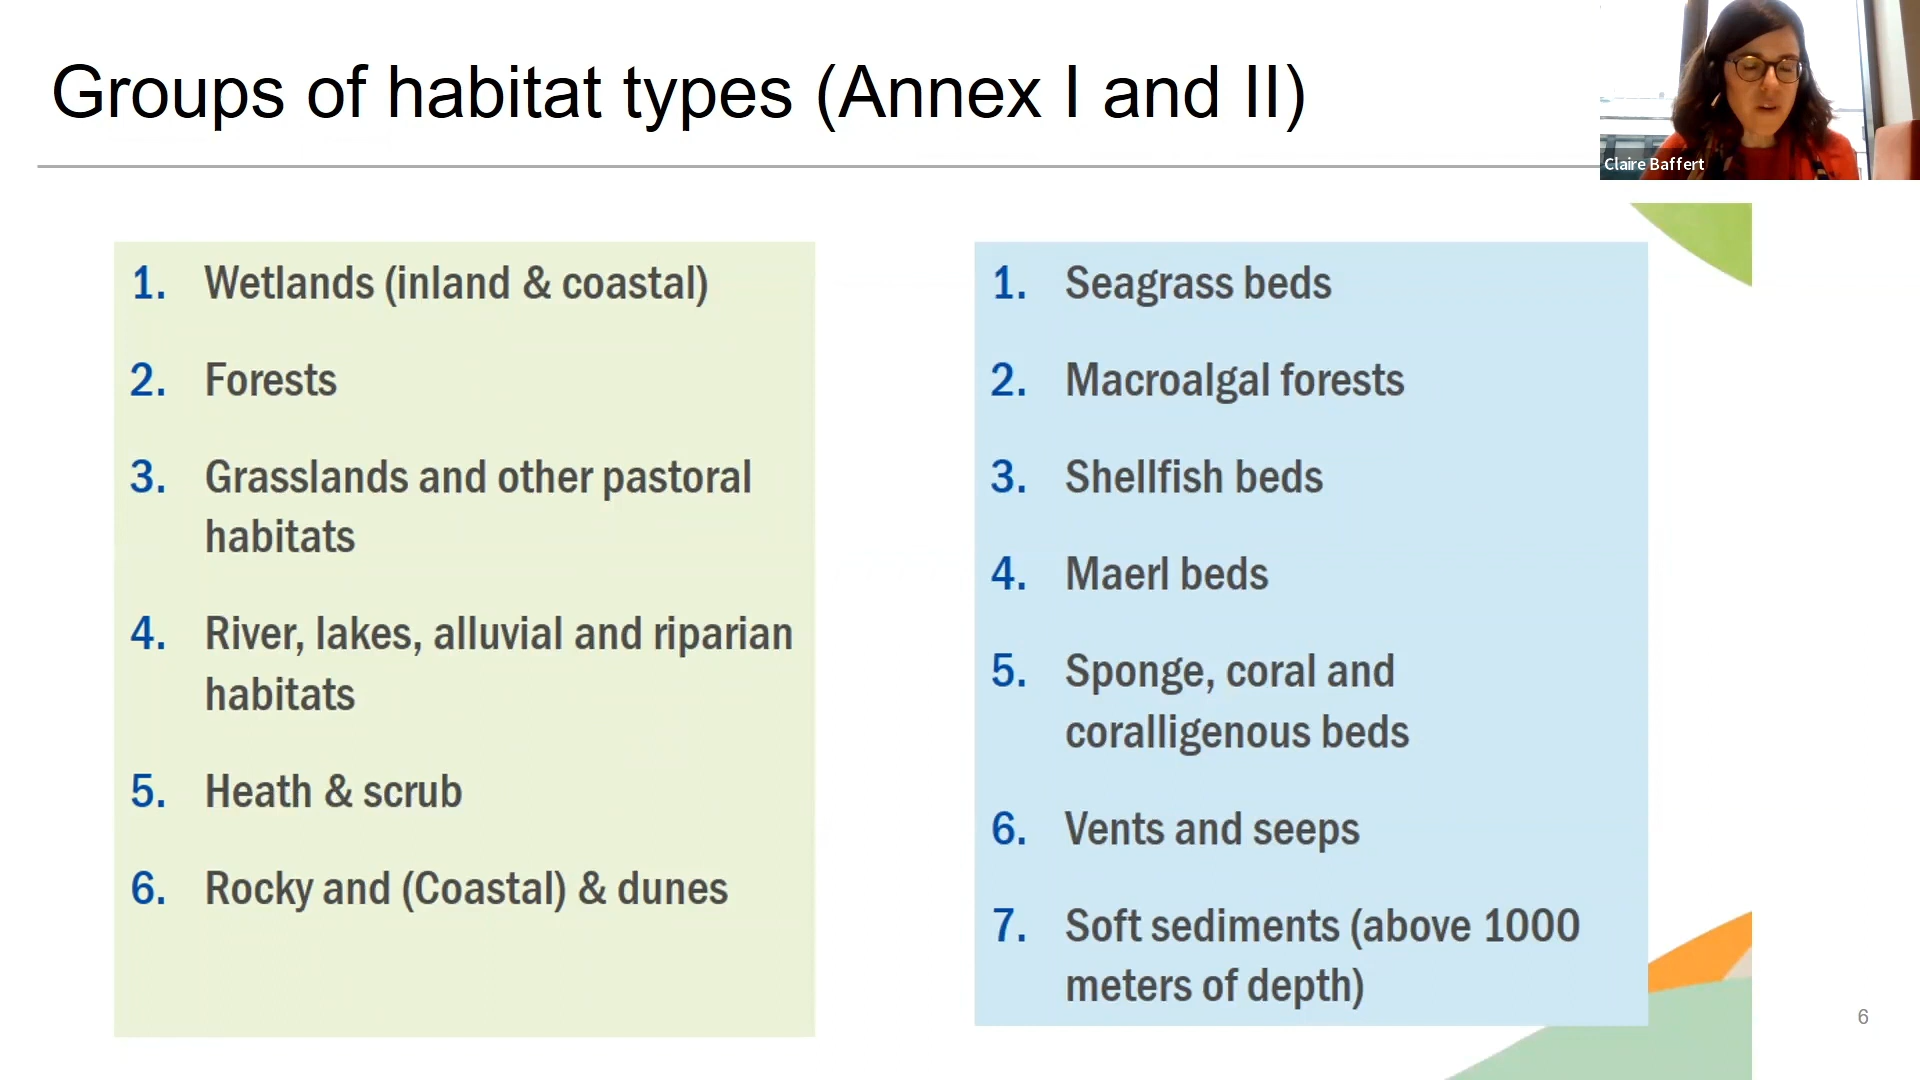 Groups of habitat types (Annex I and II)
Claire Baffert
1. Wetlands (inland & coastal)
2. Forests
3. Grasslands and other pastoral
habitats
4. River, lakes, alluvial and riparian
habitats
5. Heath & scrub
6. Rocky and (Coastal) & dunes
1. Seagrass beds
2. Macroalgal forests
3. Shellfish beds
4. Maerl beds
5. Sponge, coral and
coralligenous beds
6. Vents and seeps
7. Soft sediments (above 1000
meters of depth)
6